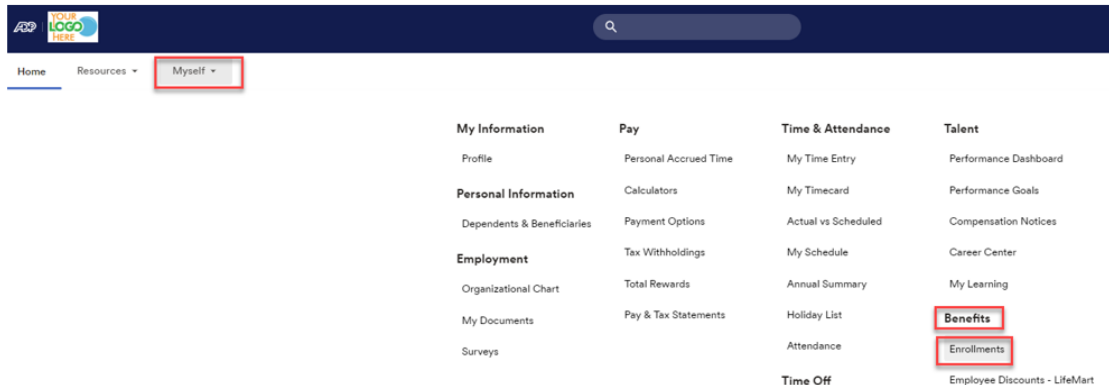 ADP
YOUR
LOGO
HERE
Home Resources Myself
My Information
Profile
Personal Information
Dependents & Beneficiaries
Employment
Organizational Chart
My Documents
Surveys
Pay
Personal Accrued Time
Calculators
Payment Options
Tax Withholdings
Total Rewards
Pay & Tax Statements
Time & Attendance
My Time Entry
My Timecard
Actual vs Scheduled
My Schedule
Annual Summary
Holiday List
Attendance
Time Off
Talent
Performance Dashboard
Performance Goals
Compensation Notices
Career Center
My Learning
Benefits
Enrollments
Employee Discounts - LifeMart